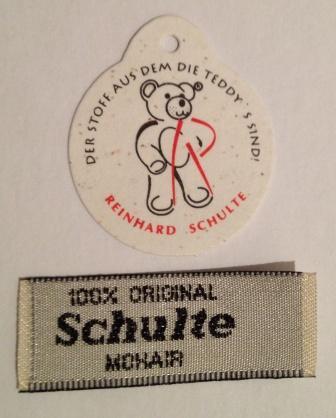 DER STOFF AUS DEM DIE TEDDY'S SIND!
REINHARD SCHULTE
100% ORIGINAL
Schulte
MOHAIR